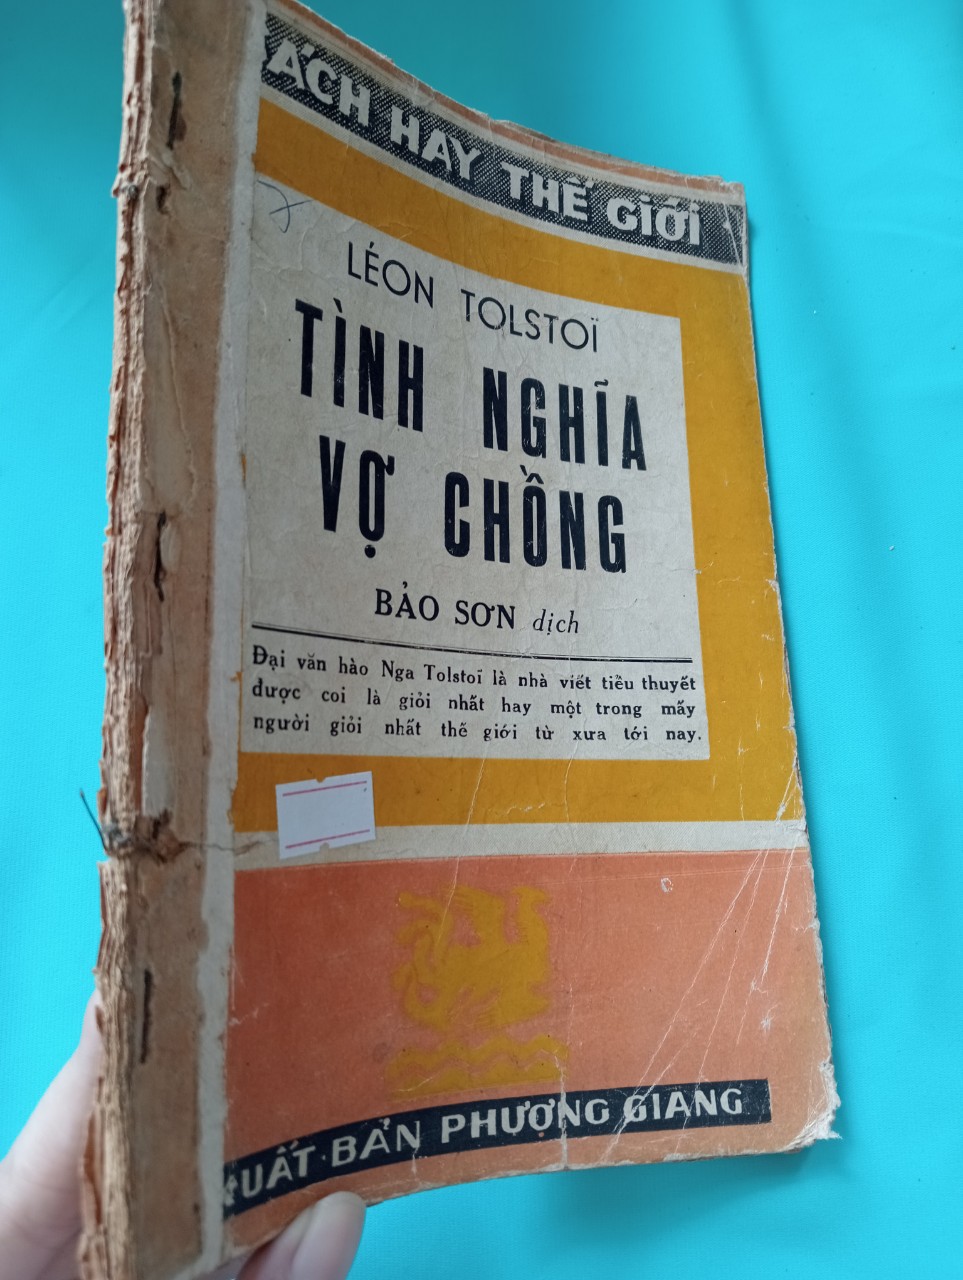 SÁCH HAY THẾ GIỚI
LÉON TOLSTOÏ
TÌNH NGHĨA
VỢ CHỒNG
BẢO SƠN dịch
Đại văn hào Nga Tolstoï là nhà viết tiểu thuyết
được coi là giỏi nhất hay một trong mấy
người giỏi nhất thế giới từ xưa tới nay.
XUẤT BẢN PHƯỢNG GIANG